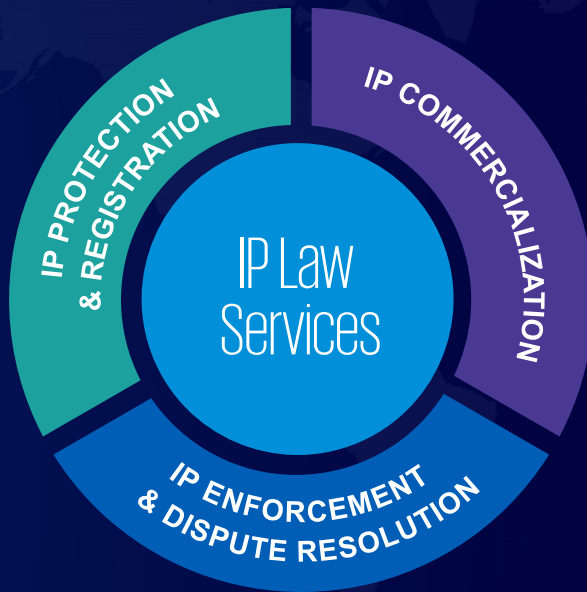 IP PROTECTION
& REGISTRATION
IP COMMERCIALIZATION
IP Law
Services
IP ENFORCEMENT
& DISPUTE RESOLUTION